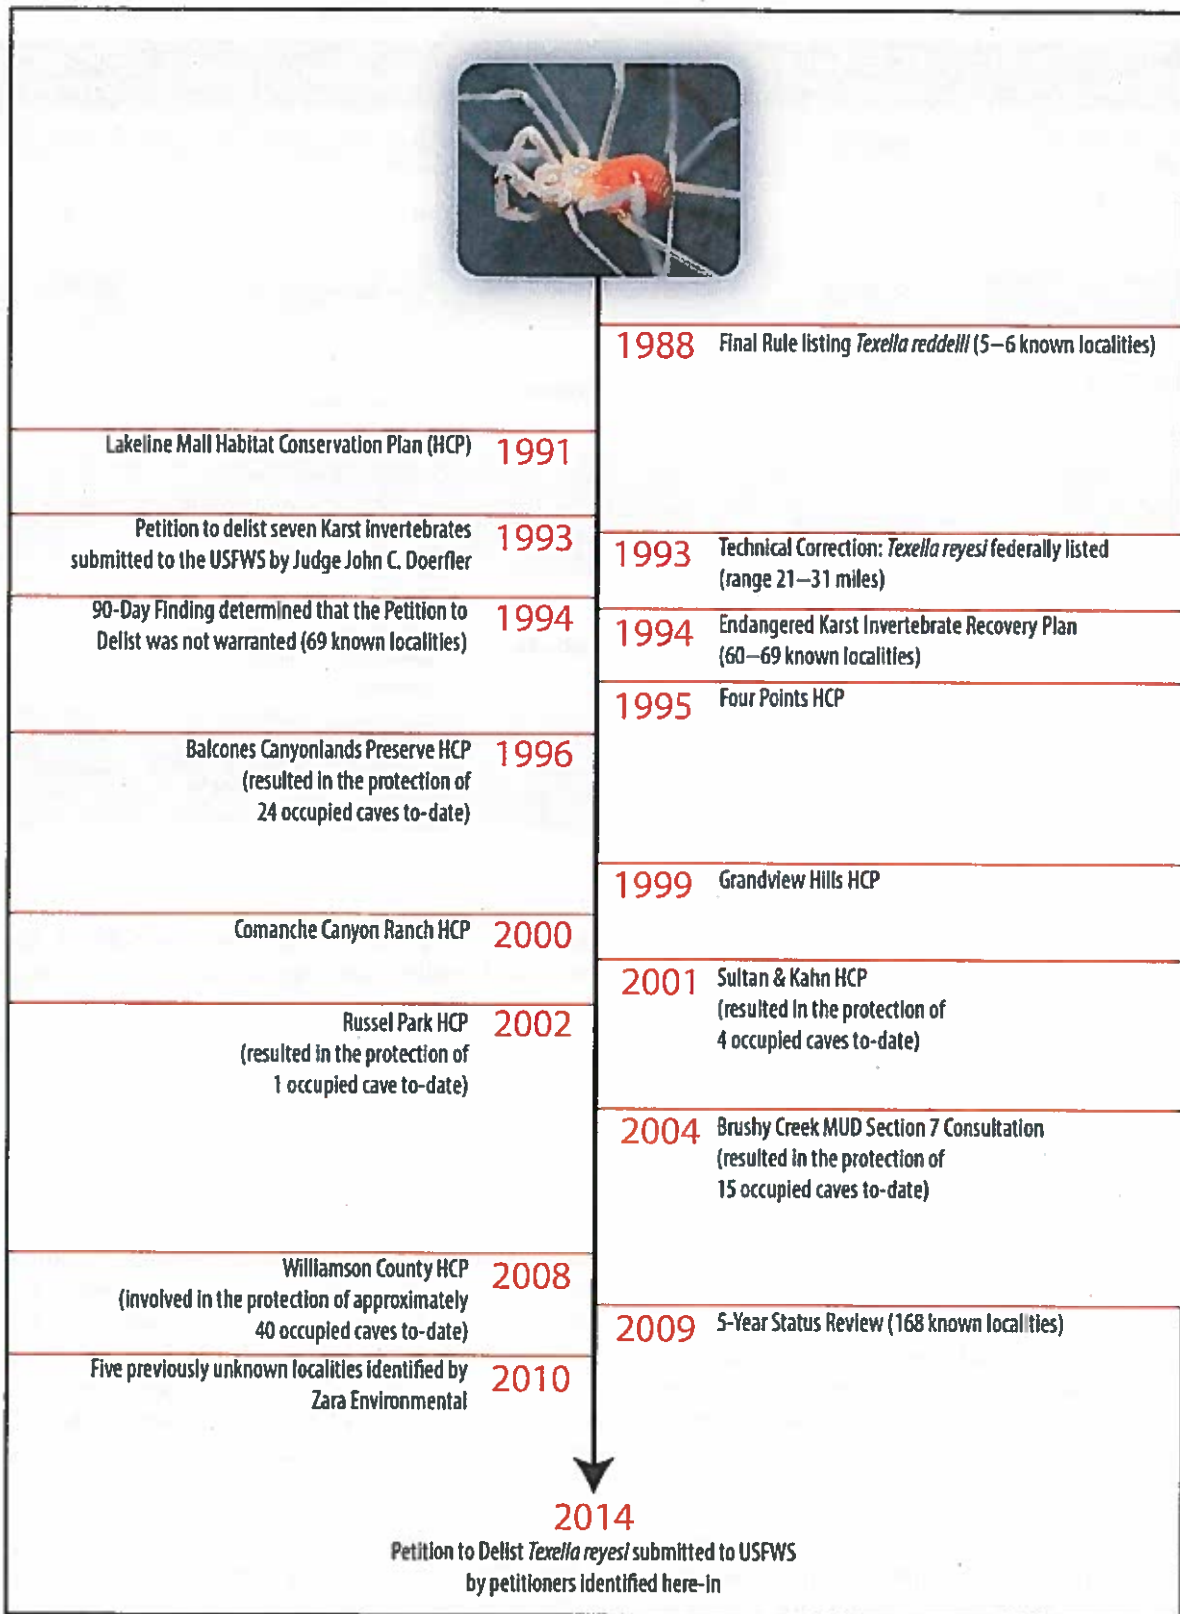 1988 Final Rule listing Texella reddelli (5–6 known localities)
Lakeline Mall Habitat Conservation Plan (HCP) 1991
Petition to delist seven Karst Invertebrates 1993
submitted to the USFWS by Judge John C. Doerfler
1993 Technical Correction: Texella reyesi federally listed
(range 21–31 miles)
90-Day Finding determined that the Petition to 1994
Delist was not warranted (69 known localities)
1994 Endangered Karst Invertebrate Recovery Plan
(60–69 known localities)
1995 Four Points HCP
Balcones Canyonlands Preserve HCP 1996
(resulted in the protection of
24 occupied caves to-date)
1999 Grandview Hills HCP
Comanche Canyon Ranch HCP 2000
2001 Sultan & Kahn HCP
(resulted in the protection of
4 occupied caves to-date)
Russel Park HCP 2002
(resulted in the protection of
1 occupied cave to-date)
2004 Brushy Creek MUD Section 7 Consultation
(resulted in the protection of
15 occupied caves to-date)
Williamson County HCP 2008
(involved in the protection of approximately
40 occupied caves to-date)
2009 5-Year Status Review (168 known localities)
Five previously unknown localities identified by 2010
Zara Environmental
2014
Petition to Delist Texella reyesi submitted to USFWS
by petitioners identified here-in